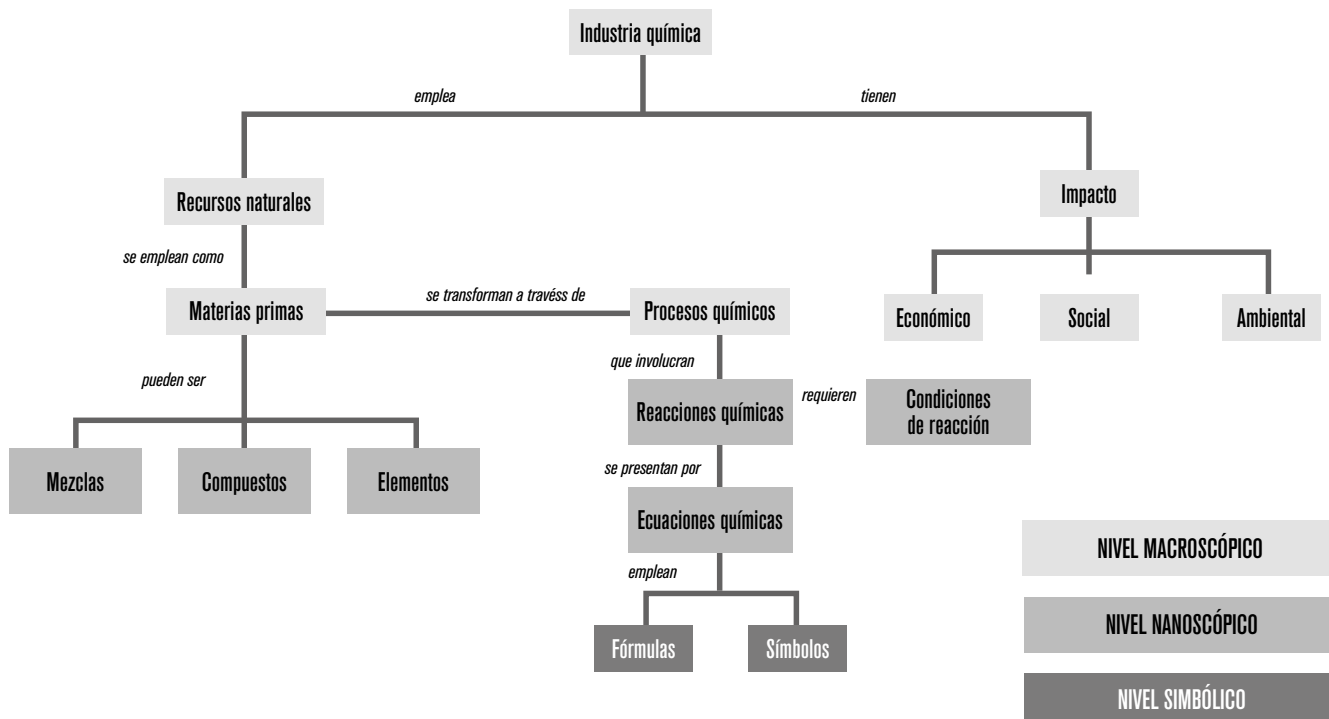 Industria química
emplea
tienen
Recursos naturales
Impacto
se emplean como
Materias primas
se transforman a travéss de
Procesos químicos
Económico
Social
Ambiental
pueden ser
que involucran
Reacciones químicas
requieren
Condiciones
de reacción
Mezclas
Compuestos
Elementos
se presentan por
Ecuaciones químicas
emplean
Fórmulas
Símbolos
NIVEL MACROSCÓPICO
NIVEL NANOSCÓPICO
NIVEL SIMBÓLICO